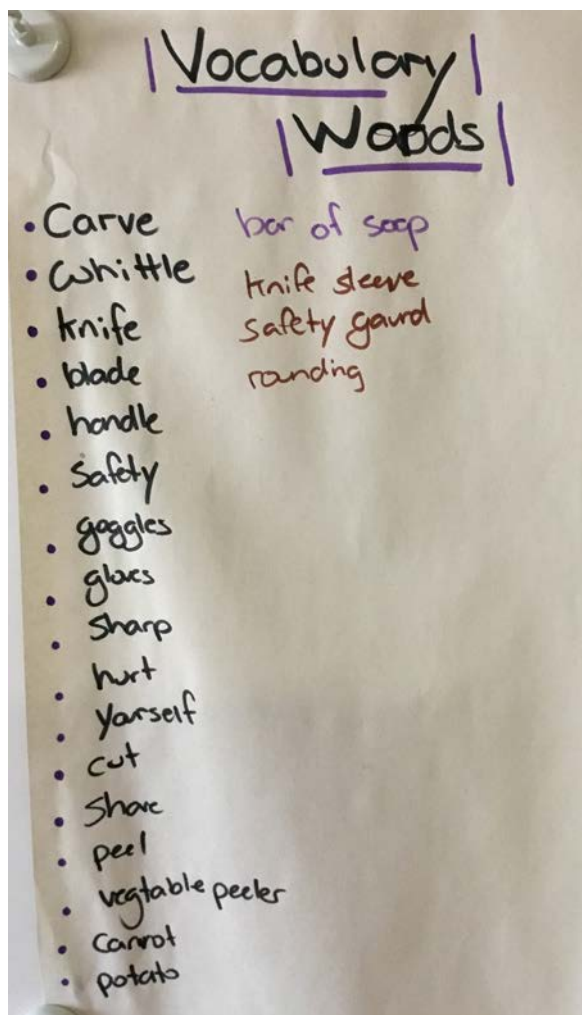 Vocabulary
Words
• Carve
• whittle
• knife
• blade
• handle
• Safety
• goggles
• gloves
• Sharp
• hurt
• yourself
• cut
• Shave
• peel
• vegtable peeler
• Carrot
• potato
bar of soap
knife sleeve
safety gaurd
rounding